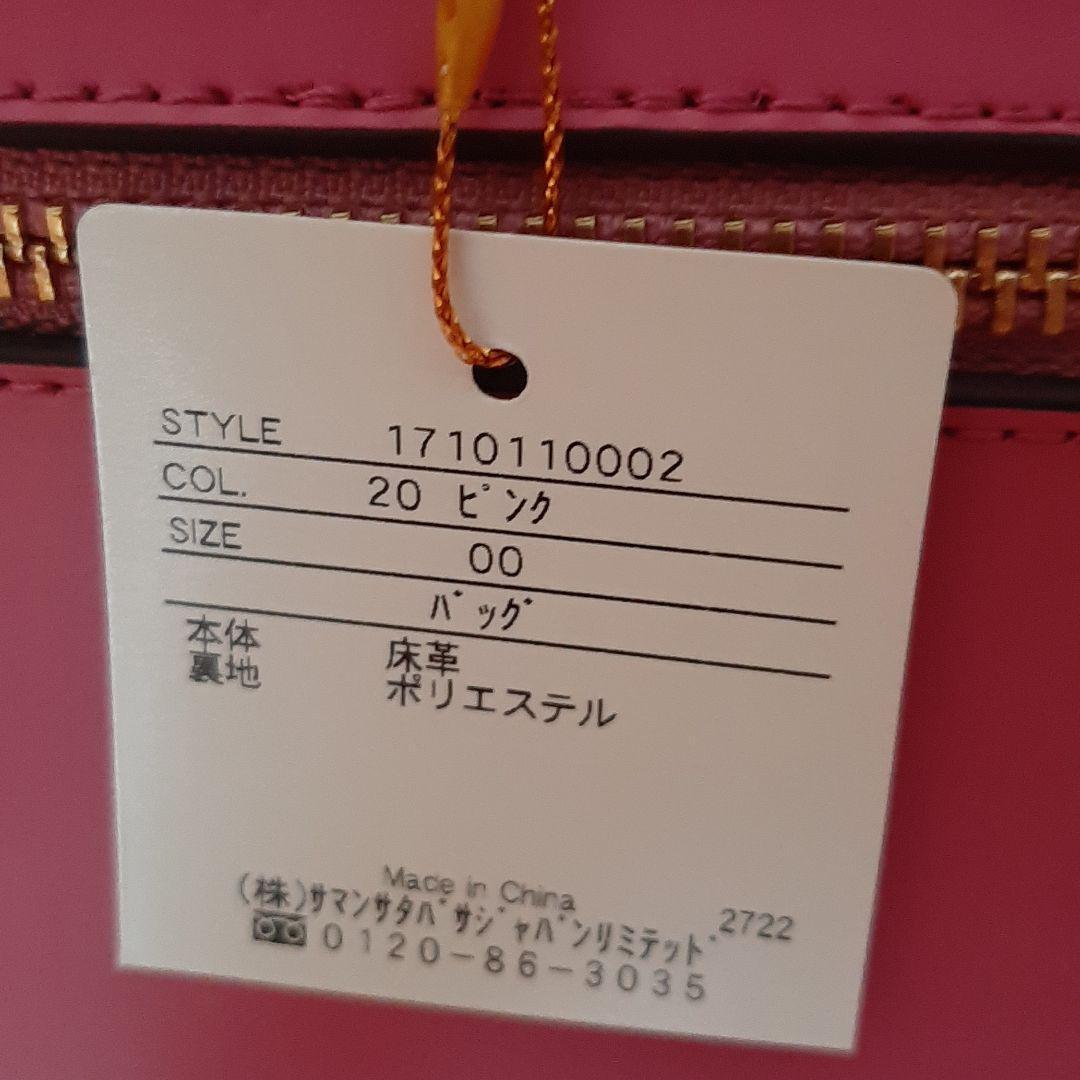 STYLE 1710110002
COL. 20 ピンク
SIZE 00
バッグ
本体 床革
裏地 ポリエステル
Made in China
(株)サマンサタバサジャパンリミテッド 2722
0120-86-3035